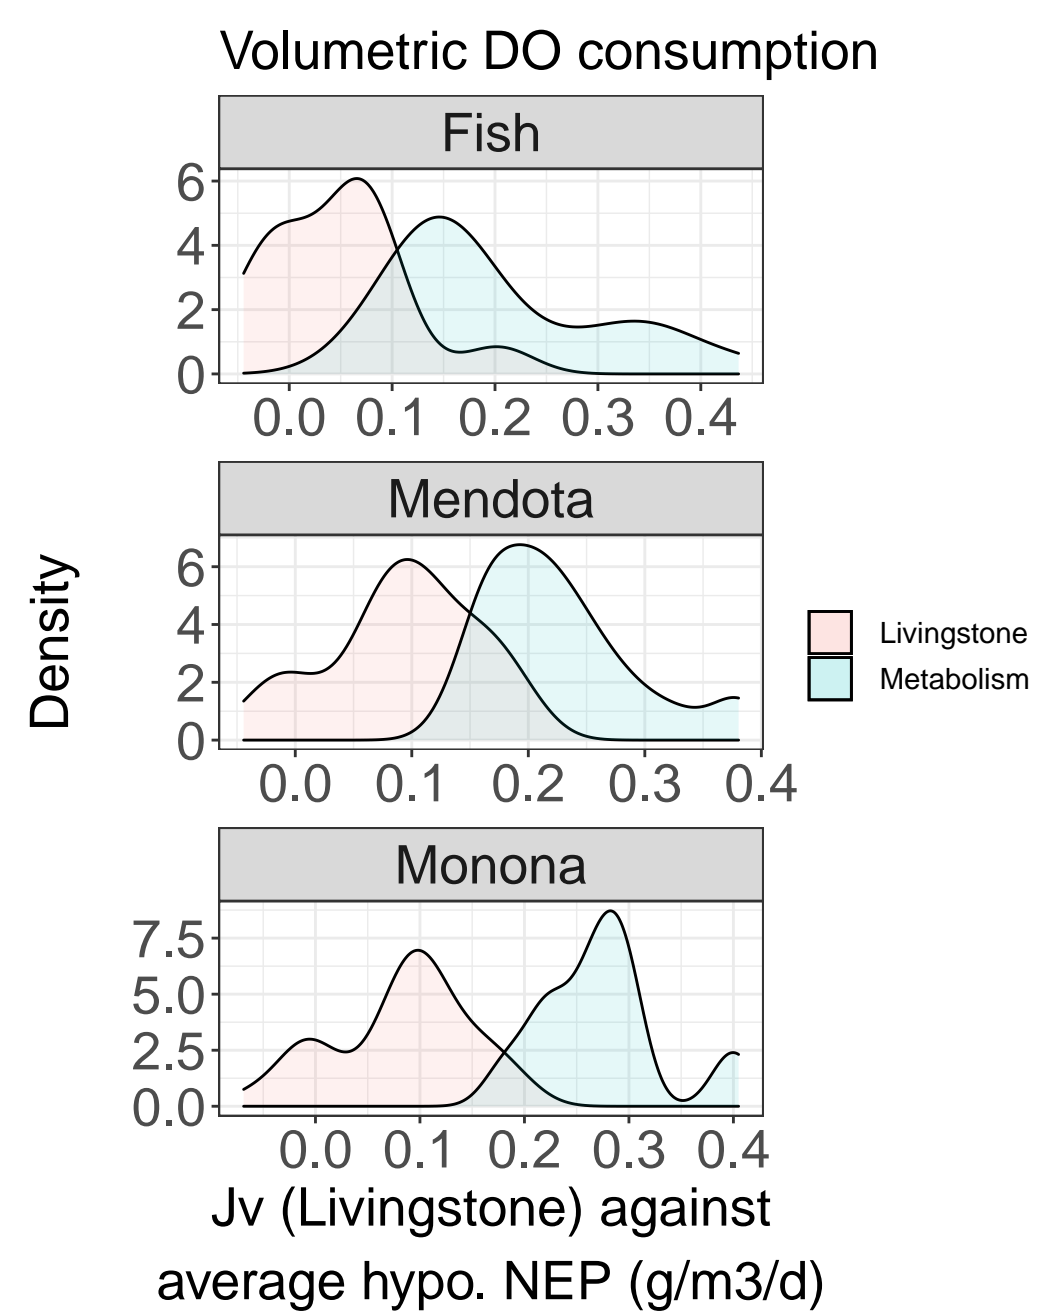 Volumetric DO consumption
Fish
6
4
2
0
0.0 0.1 0.2 0.3 0.4
Mendota
6
4
2
0
0.0 0.1 0.2 0.3 0.4
Monona
7.5
5.0
2.5
0.0
0.0 0.1 0.2 0.3 0.4
Density
Jv (Livingstone) against
average hypo. NEP (g/m3/d)
Livingstone
Metabolism